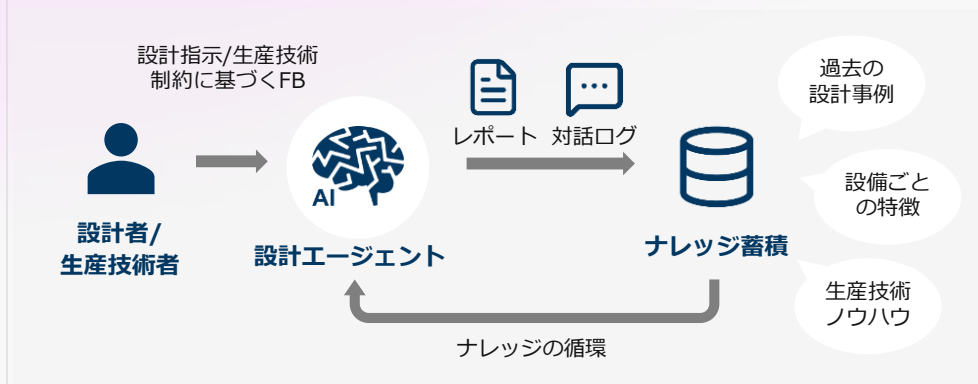 設計指示/生産技術
制約に基づくFB
レポート
対話ログ
過去の
設計事例
AI
設備ごと
の特徴
設計者/
生産技術者
設計エージェント
ナレッジ蓄積
生産技術
ノウハウ
ナレッジの循環